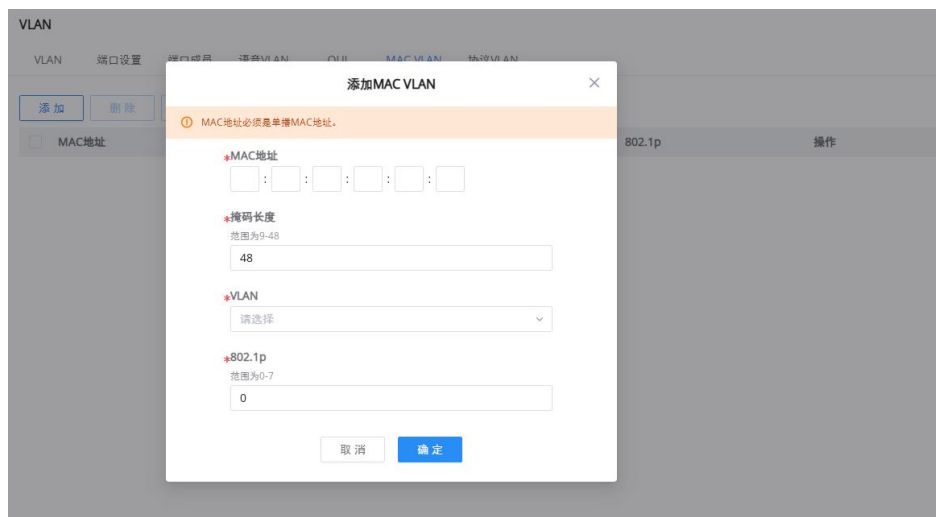 VLAN
VLAN 端口设置 端口成员 语音VLAN OUI MAC VLAN 协议VLAN
添加MAC VLAN
添加 删除
MAC地址必须是单播MAC地址。
MAC地址 802.1p 操作
*MAC地址
: : : : :
*掩码长度
范围为9-48
48
*VLAN
请选择
*802.1p
范围为0-7
0
取消 确定